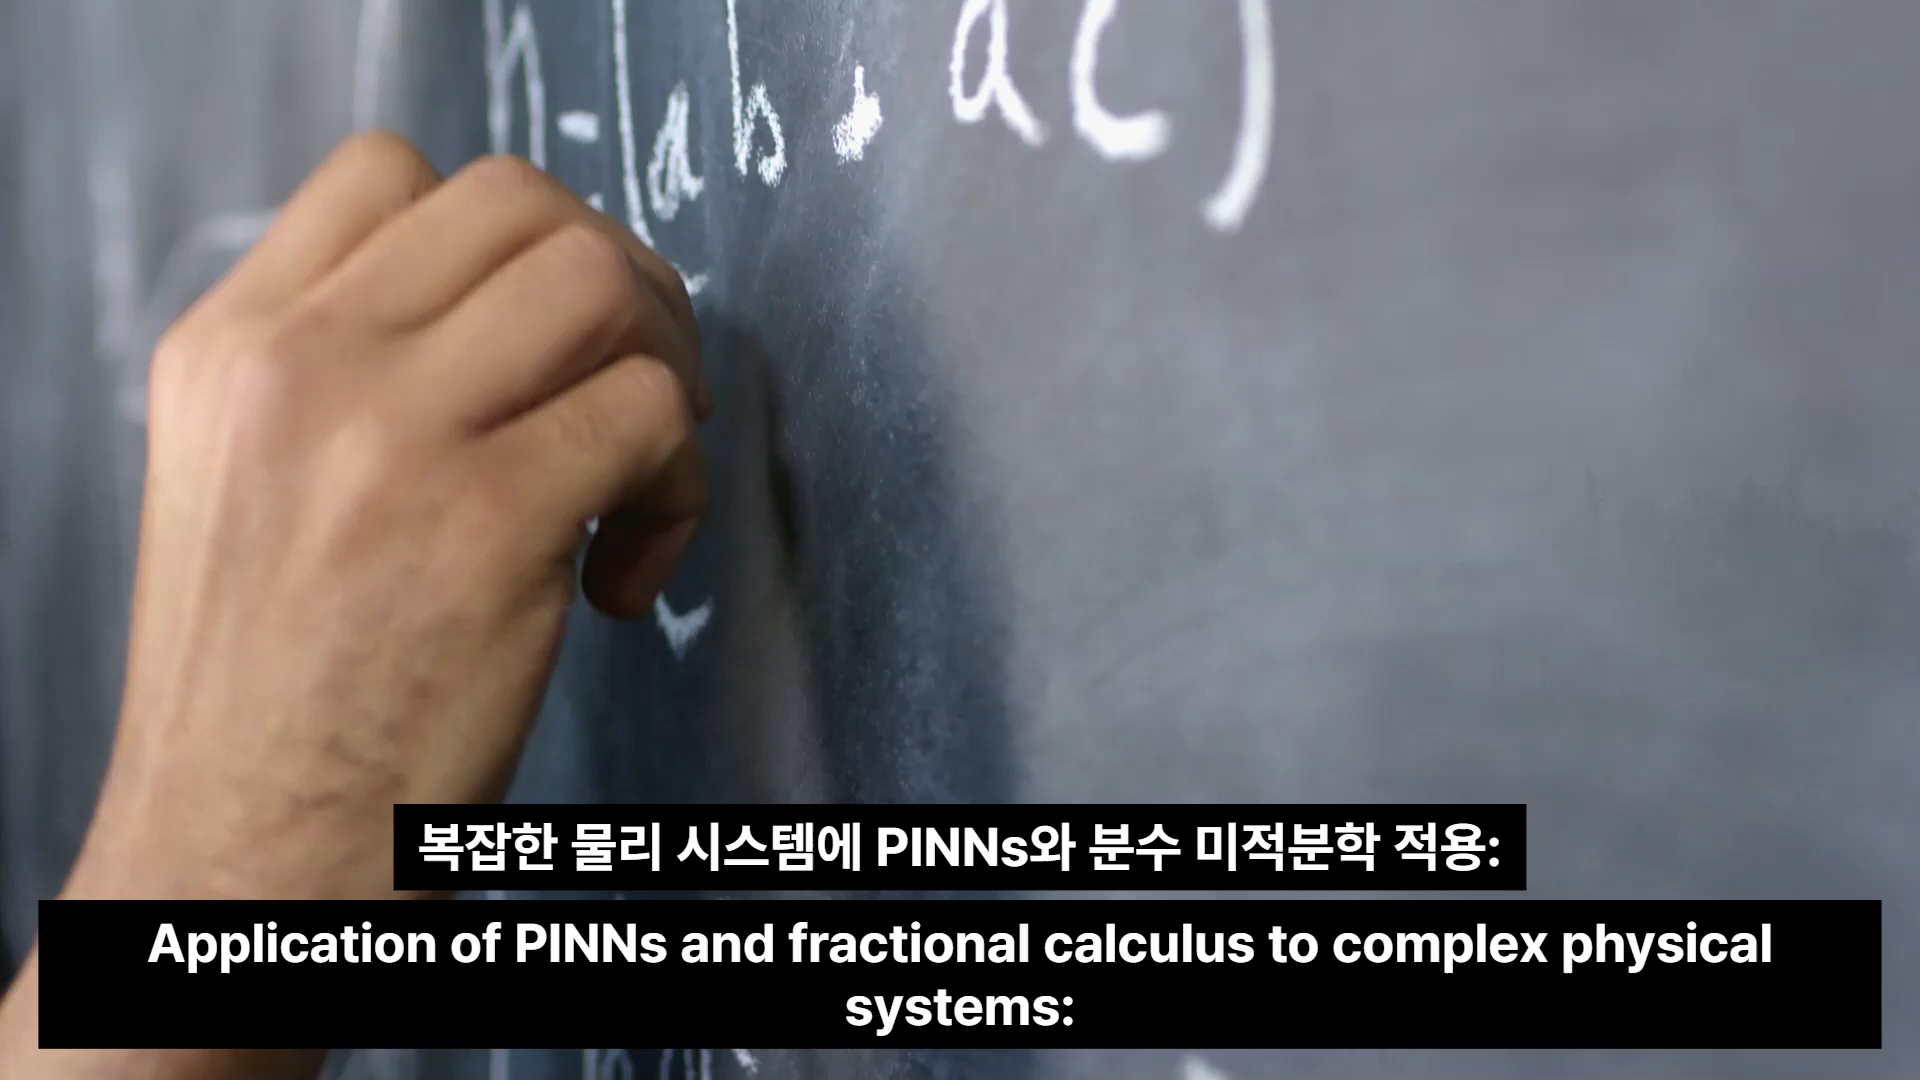 n - (a b · ac)
복잡한 물리 시스템에 PINNs와 분수 미적분학 적용:
Application of PINNs and fractional calculus to complex physical
systems: